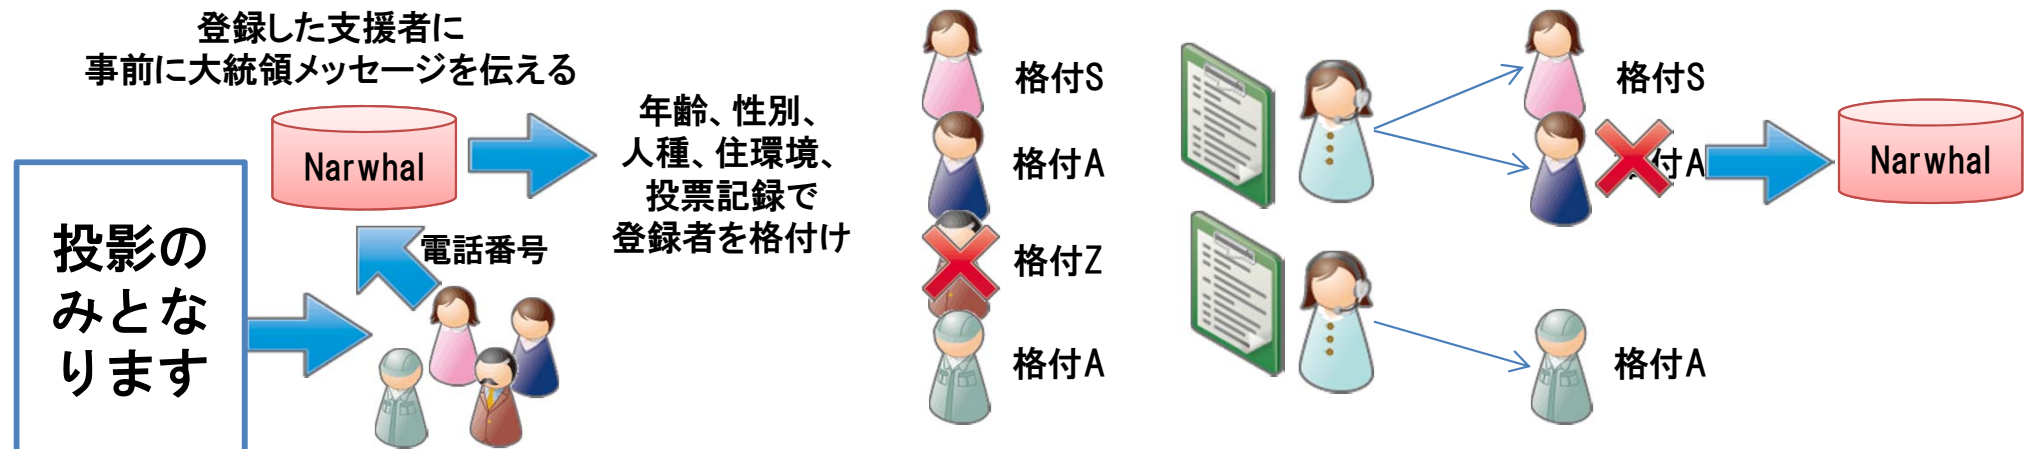 登録した支援者に
事前に大統領メッセージを伝える
Narwhal
電話番号
投影の
みとな
ります
年齢、性別、
人種、住環境、
投票記録で
登録者を格付け
格付S
格付A
格付Z
格付A
格付S
付A
格付A
Narwhal